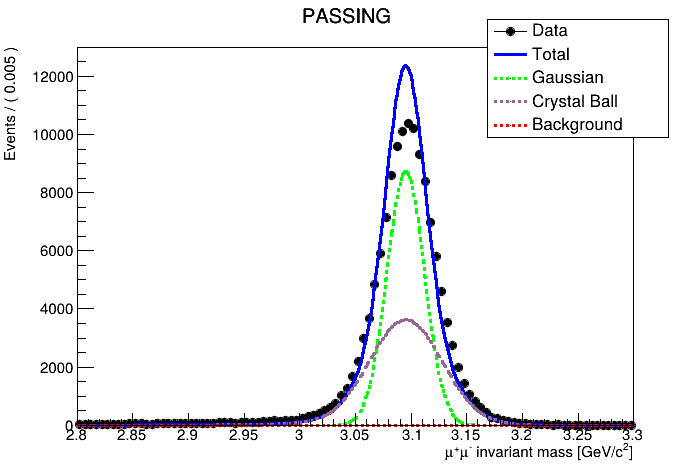 PASSING
Events / ( 0.005 )
Data
Total
Gaussian
Crystal Ball
Background
12000
10000
8000
6000
4000
2000
0
2.8 2.85 2.9 2.95 3 3.05 3.1 3.15 3.2 3.25 3.3
μ⁺μ⁻ invariant mass [GeV/c²]